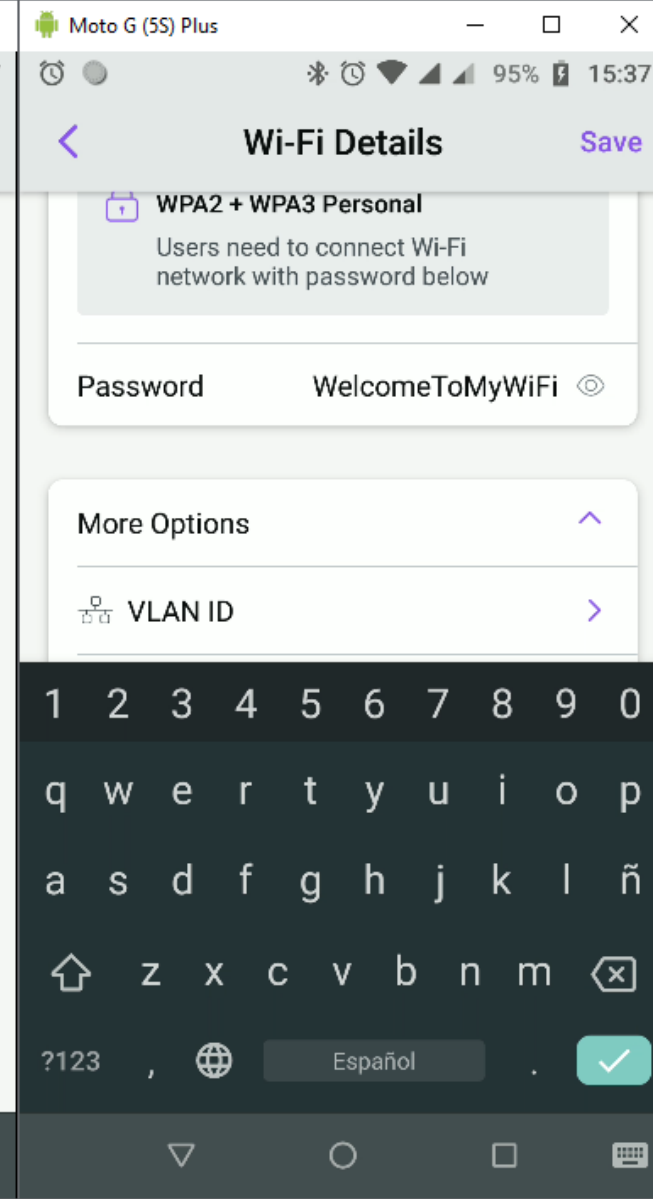 Moto G (5S) Plus
95% 15:37
Wi-Fi Details Save
WPA2 + WPA3 Personal
Users need to connect Wi-Fi
network with password below
Password WelcomeToMyWiFi
More Options
VLAN ID
1 2 3 4 5 6 7 8 9 0
q w e r t y u i o p
a s d f g h j k l ñ
z x c v b n m
?123 , Español .